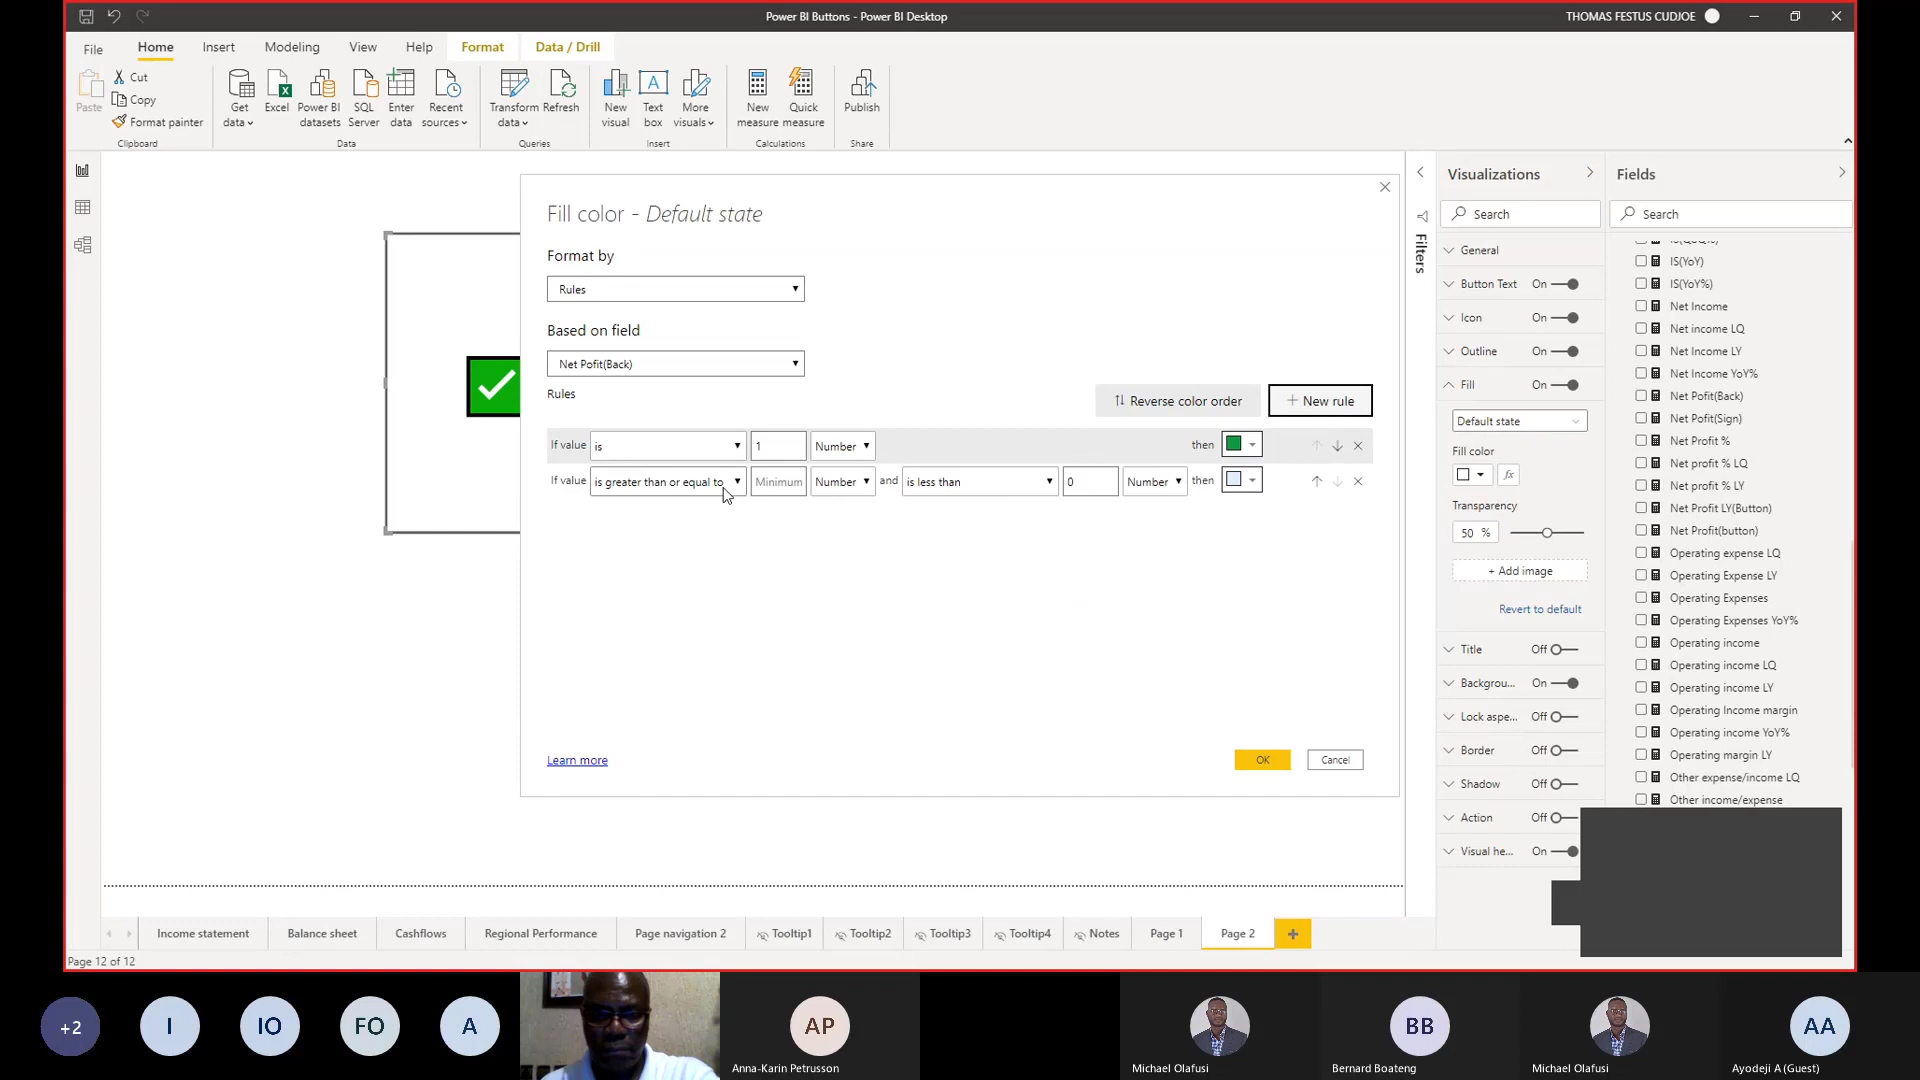 Power BI Buttons - Power BI Desktop
THOMAS FESTUS CUDJOE
File
Home
Insert
Modeling
View
Help
Format
Data / Drill
Paste
Cut
Copy
Format painter
Clipboard
Get data
Excel
Power BI datasets
SQL Server
Enter data
Recent sources
Data
Transform data
Refresh
Queries
New visual
A
Text box
More visuals
Insert
New measure
Quick measure
Calculations
Publish
Share
Fill color - Default state
Format by
Rules
Based on field
Net Pofit(Back)
Rules
Reverse color order
+ New rule
If value is 1 Number then
If value is greater than or equal to Minimum Number and is less than 0 Number then
Learn more
OK
Cancel
Filters
Visualizations
Search
General
Button Text On
Icon On
Outline On
Fill On
Default state
Fill color
fx
Transparency
50 %
+ Add image
Revert to default
Title Off
Backgrou... On
Lock aspe... Off
Border Off
Shadow Off
Action Off
Visual he... On
Fields
Search
IS(YoY)
IS(YoY%)
Net Income
Net income LQ
Net Income LY
Net Income YoY%
Net Pofit(Back)
Net Pofit(Sign)
Net Profit %
Net profit % LQ
Net profit % LY
Net Profit LY(Button)
Net Profit(button)
Operating expense LQ
Operating Expense LY
Operating Expenses
Operating Expenses YoY%
Operating income
Operating income LQ
Operating income LY
Operating Income margin
Operating income YoY%
Operating margin LY
Other expense/income LQ
Other income/expense
Income statement
Balance sheet
Cashflows
Regional Performance
Page navigation 2
Tooltip1
Tooltip2
Tooltip3
Tooltip4
Notes
Page 1
Page 2
+
Page 12 of 12
+2
I
IO
FO
A
AP
Anna-Karin Petrusson
Michael Olafusi
BB
Bernard Boateng
Michael Olafusi
AA
Ayodeji A (Guest)